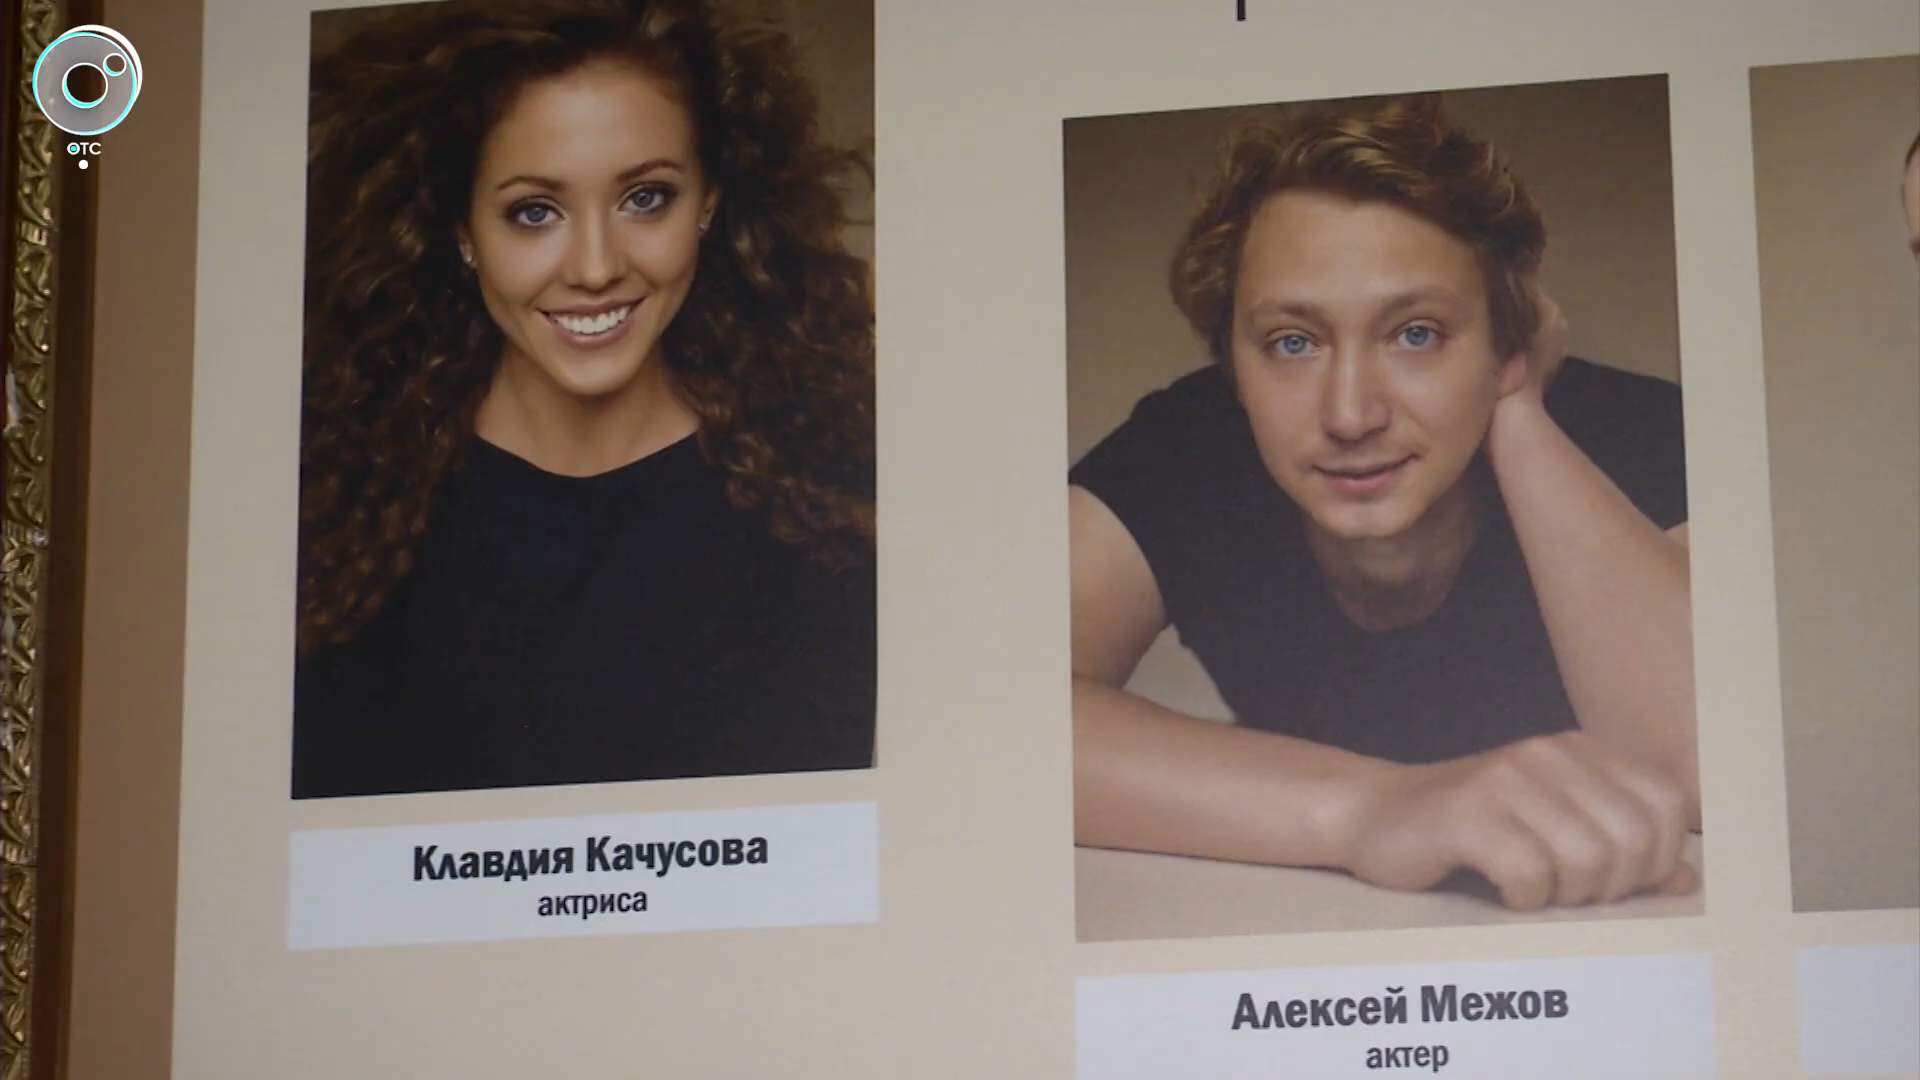 ОТС
Клавдия Качусова
актриса
Алексей Межов
актер